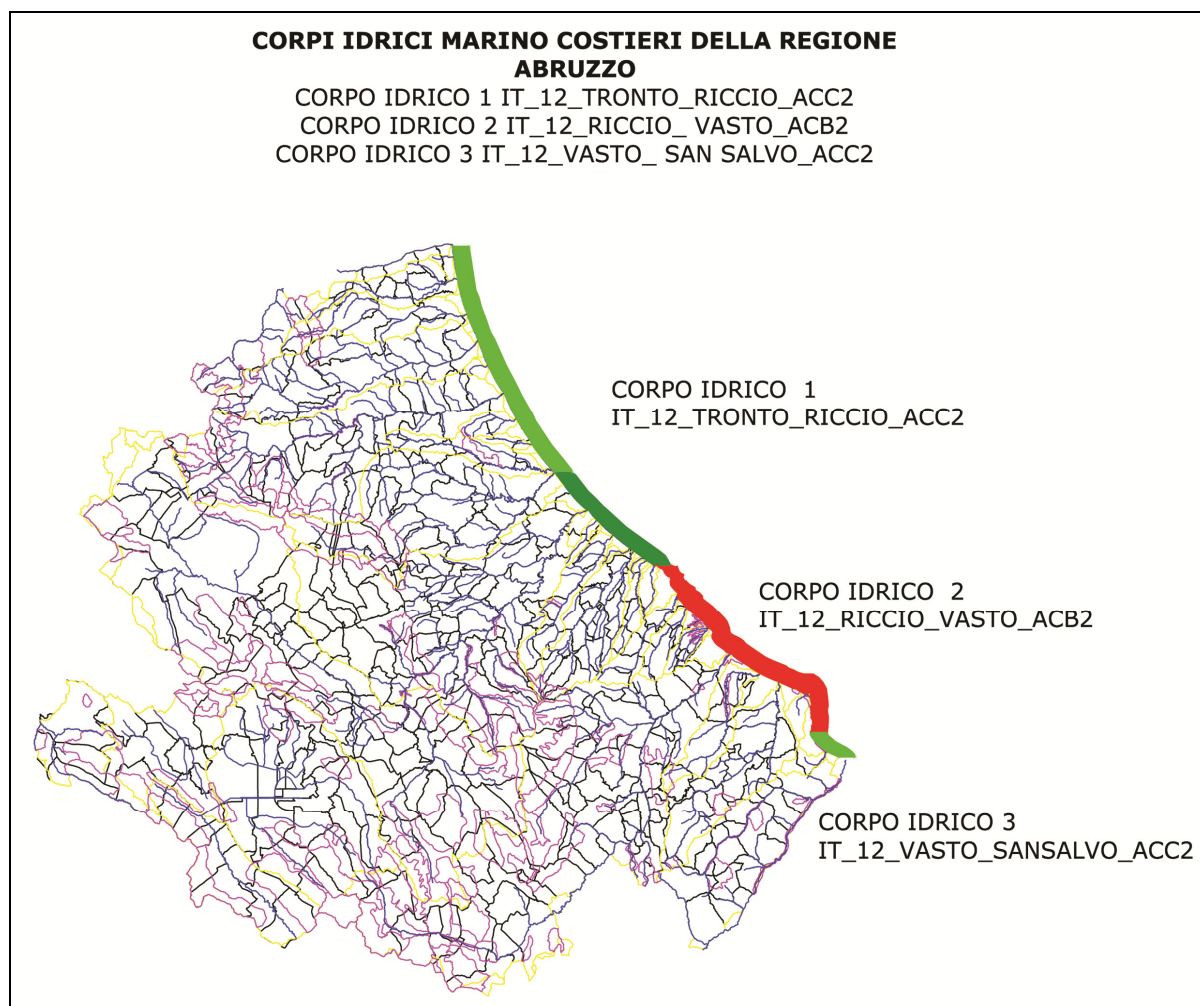 CORPI IDRICI MARINO COSTIERI DELLA REGIONE
ABRUZZO
CORPO IDRICO 1 IT_12_TRONTO_RICCIO_ACC2
CORPO IDRICO 2 IT_12_RICCIO_ VASTO_ACB2
CORPO IDRICO 3 IT_12_VASTO_ SAN SALVO_ACC2
CORPO IDRICO 1
IT_12_TRONTO_RICCIO_ACC2
CORPO IDRICO 2
IT_12_RICCIO_VASTO_ACB2
CORPO IDRICO 3
IT_12_VASTO_SANSALVO_ACC2